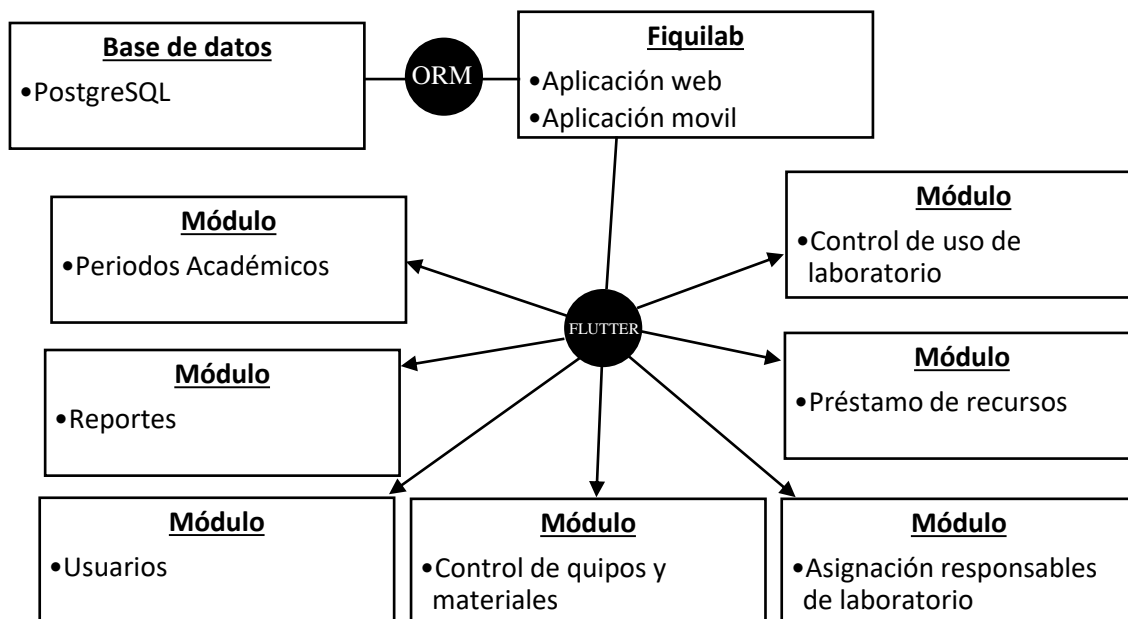 Base de datos
•PostgreSQL
ORM
Fiquilab
•Aplicación web
•Aplicación movil
Módulo
•Periodos Académicos
Módulo
•Control de uso de
laboratorio
FLUTTER
Módulo
•Reportes
Módulo
•Préstamo de recursos
Módulo
•Usuarios
Módulo
•Control de quipos y
materiales
Módulo
•Asignación responsables
de laboratorio